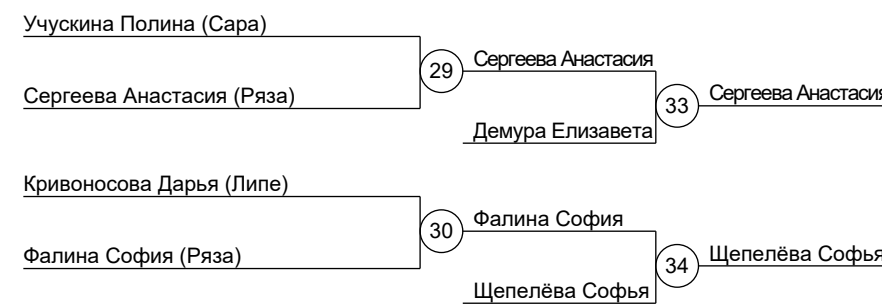 Учускина Полина (Сара)
29
Сергеева Анастасия
Сергеева Анастасия (Ряза)
33
Сергеева Анастасия
Демура Елизавета
Кривоносова Дарья (Липе)
30
Фалина София
Фалина София (Ряза)
34
Щепелёва Софья
Щепелёва Софья